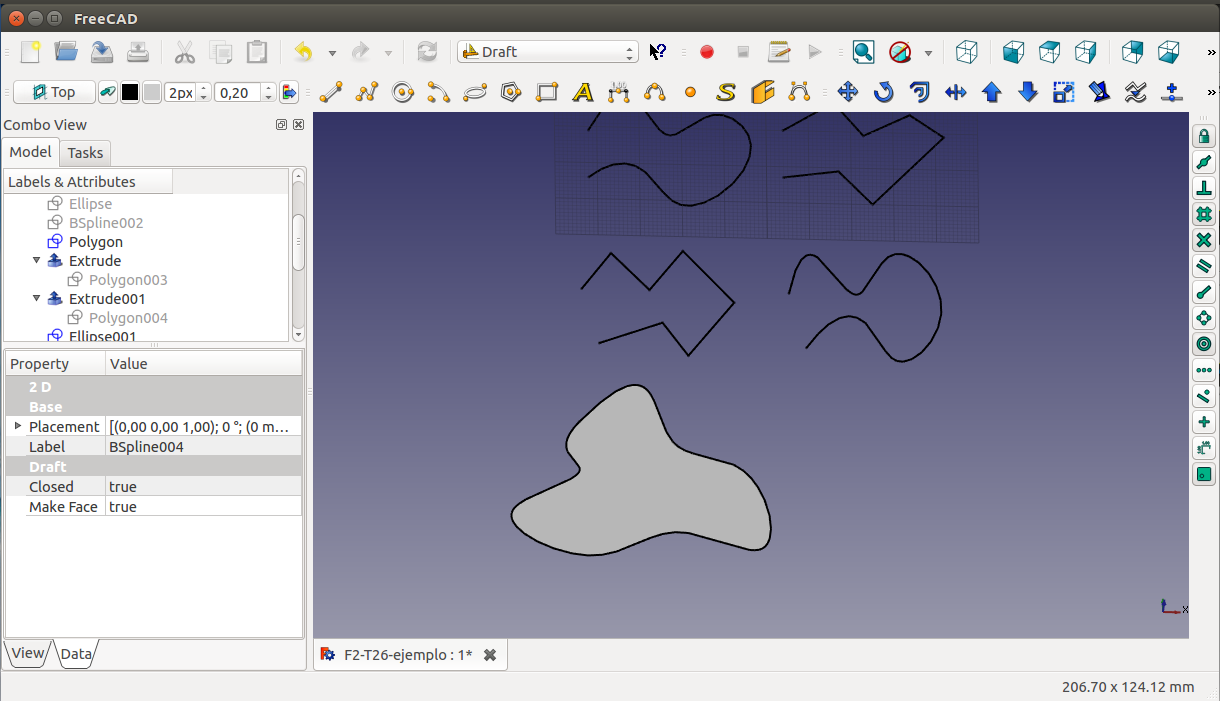 FreeCAD
Draft
»
Top
2px
0,20
»
Combo View
Model
Tasks
Labels & Attributes
Ellipse
BSpline002
Polygon
Extrude
Polygon003
Extrude001
Polygon004
Ellipse001
Property Value
2 D
Base
Placement [(0,00 0,00 1,00); 0 °; (0 m...
Label BSpline004
Draft
Closed true
Make Face true
View
Data
F2-T26-ejemplo : 1*
X
206.70 x 124.12 mm